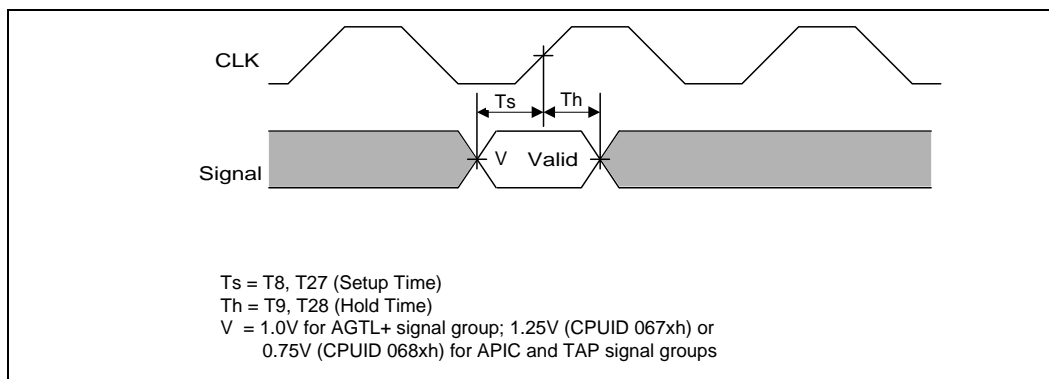 CLK
Ts Th
V Valid
Signal
Ts = T8, T27 (Setup Time)
Th = T9, T28 (Hold Time)
V = 1.0V for AGTL+ signal group; 1.25V (CPUID 067xh) or
0.75V (CPUID 068xh) for APIC and TAP signal groups